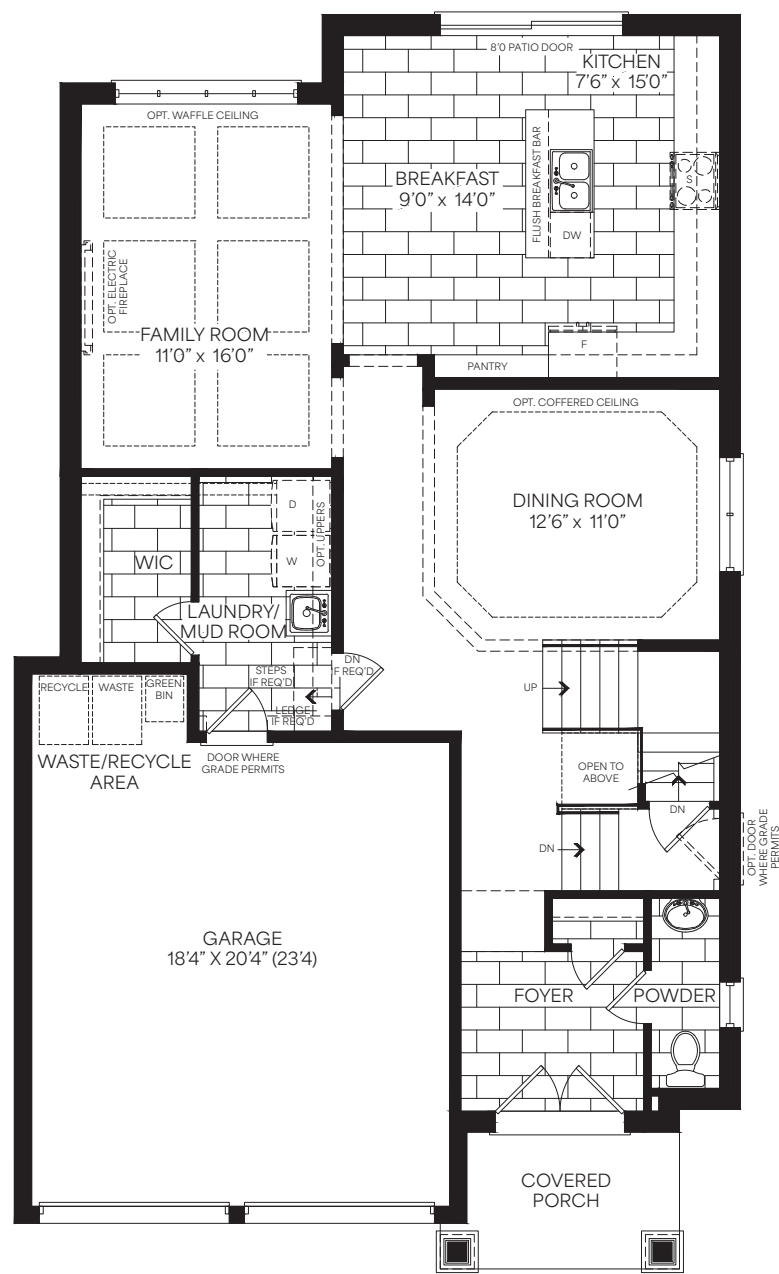 8'0 PATIO DOOR
KITCHEN
7'6" x 15'0"
OPT. WAFFLE CEILING
BREAKFAST
9'0" x 14'0"
FLUSH BREAKFAST BAR
S
DW
OPT. ELECTRIC
FIREPLACE
FAMILY ROOM
11'0" x 16'0"
F
PANTRY
OPT. COFFERED CEILING
DINING ROOM
12'6" x 11'0"
D
W
OPT. UPPERS
WIC
LAUNDRY/
MUD ROOM
STEPS
IF REQ'D
DN
IF REQ'D
LEDGE
IF REQ'D
RECYCLE
WASTE
GREEN
BIN
WASTE/RECYCLE
AREA
DOOR WHERE
GRADE PERMITS
UP
OPEN TO
ABOVE
DN
DN
OPT. DOOR
WHERE GRADE
PERMITS
GARAGE
18'4" X 20'4" (23'4)
FOYER
POWDER
COVERED
PORCH